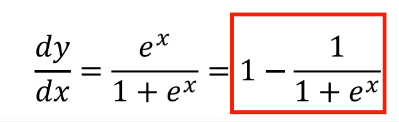 dy/dx = e^x/(1 + e^x) = 1 − 1/(1 + e^x)